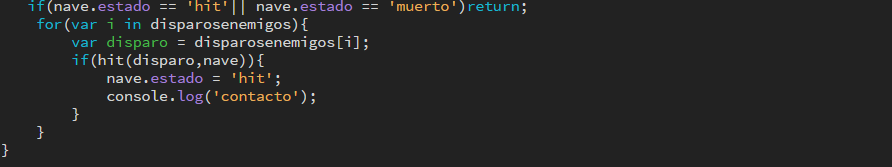 if(nave.estado == 'hit'|| nave.estado == 'muerto')return;
for(var i in disparosenemigos){
var disparo = disparosenemigos[i];
if(hit(disparo,nave)){
nave.estado = 'hit';
console.log('contacto');
}
}
}